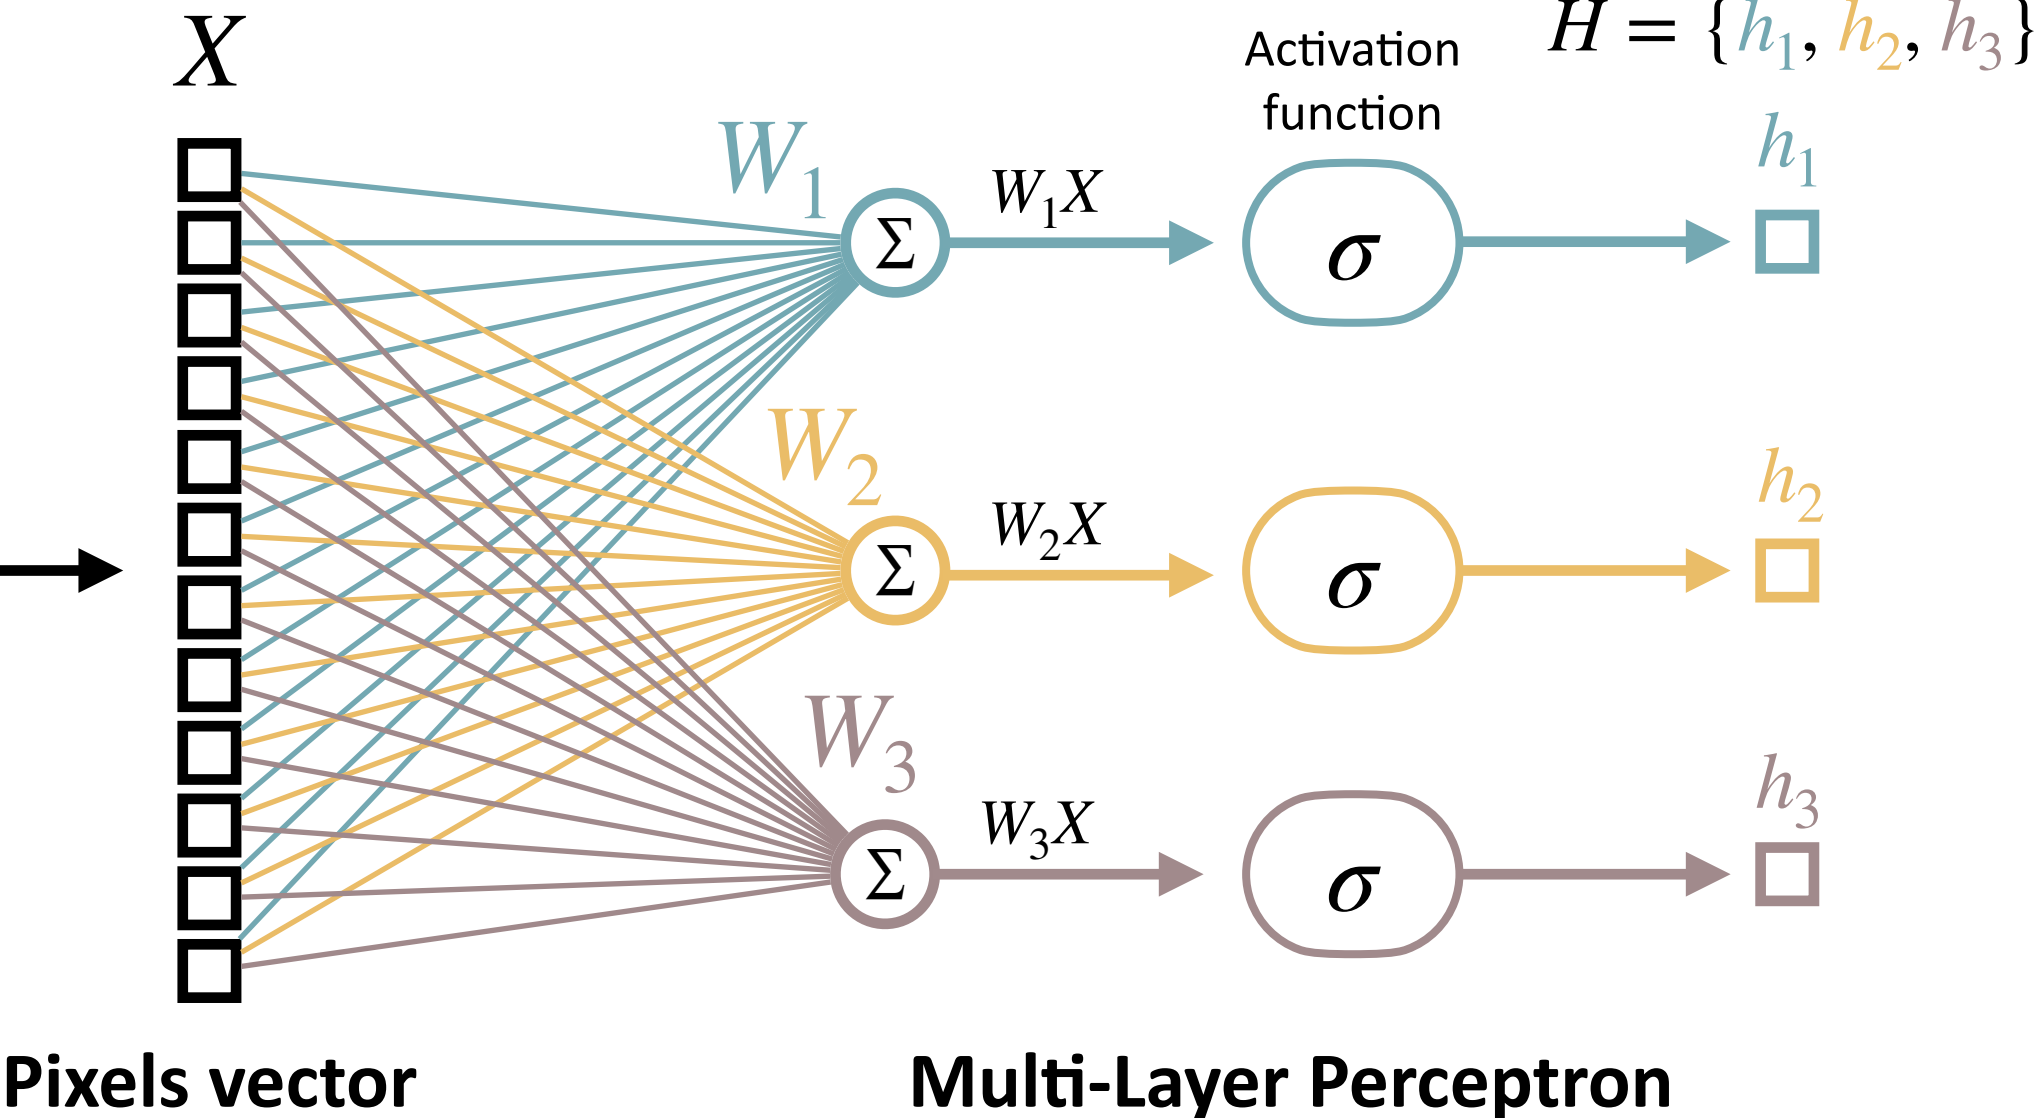 X
Activation
function
H = {h₁, h₂, h₃}
W₁
W₁X
Σ
σ
h₁
W₂
W₂X
Σ
σ
h₂
W₃
W₃X
Σ
σ
h₃
Pixels vector
Multi-Layer Perceptron